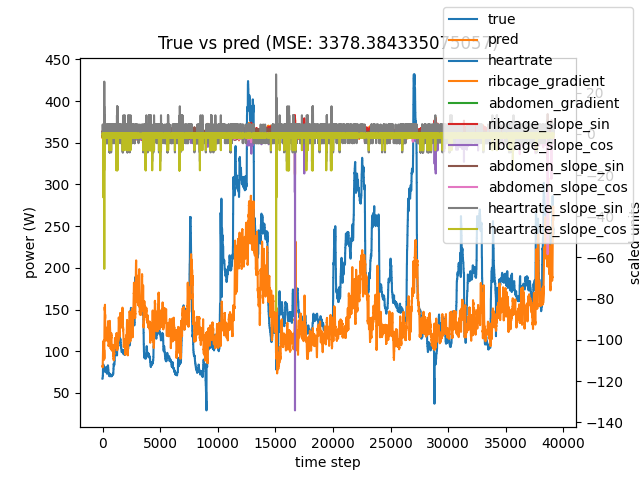 True vs pred (MSE: 3378.3843350
true
pred
heartrate
ribcage_gradient
abdomen_gradient
ribcage_slope_sin
ribcage_slope_cos
abdomen_slope_sin
abdomen_slope_cos
heartrate_slope_sin
heartrate_slope_cos
power (W)
450
400
350
300
250
200
150
100
50
0
5000
10000
15000
20000
25000
30000
35000
40000
time step
20
0
−20
−40
−60
−80
−100
−120
−140
scaled units